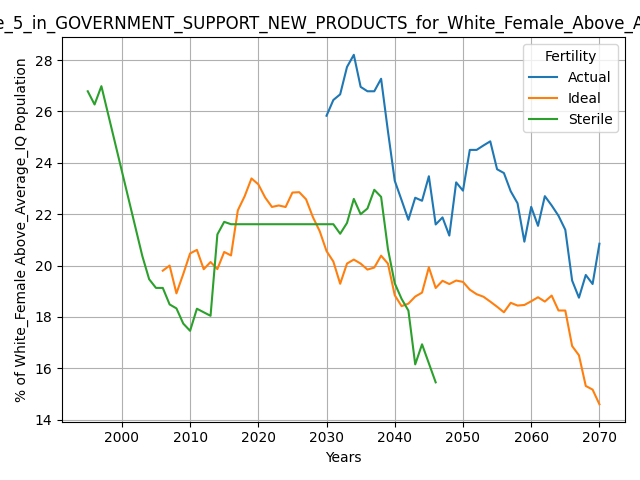 e_5_in_GOVERNMENT_SUPPORT_NEW_PRODUCTS_for_White_Female_Above_A
% of White_Female Above_Average_IQ Population
28
26
24
22
20
18
16
14
Fertility
Actual
Ideal
Sterile
2000 2010 2020 2030 2040 2050 2060 2070
Years